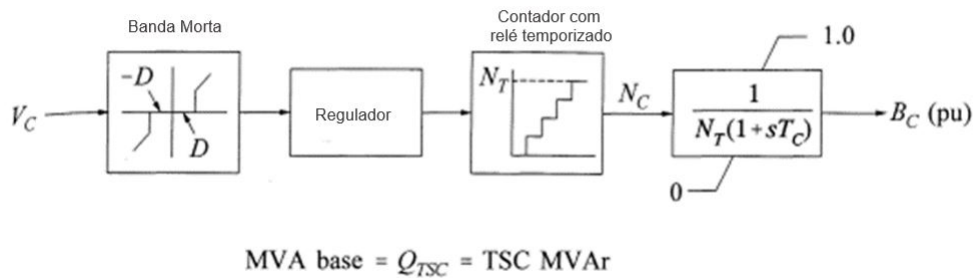 Banda Morta
Contador com
relé temporizado
−D
D
V_C
Regulador
N_T
N_C
1.0
1
N_T(1+sT_C)
0
B_C (pu)
MVA base = Q_TSC = TSC MVAr